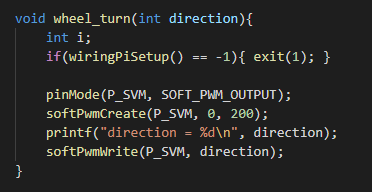 void wheel_turn(int direction){
    int i;
    if(wiringPiSetup() == -1){ exit(1); }

    pinMode(P_SVM, SOFT_PWM_OUTPUT);
    softPwmCreate(P_SVM, 0, 200);
    printf("direction = %d\n", direction);
    softPwmWrite(P_SVM, direction);
}